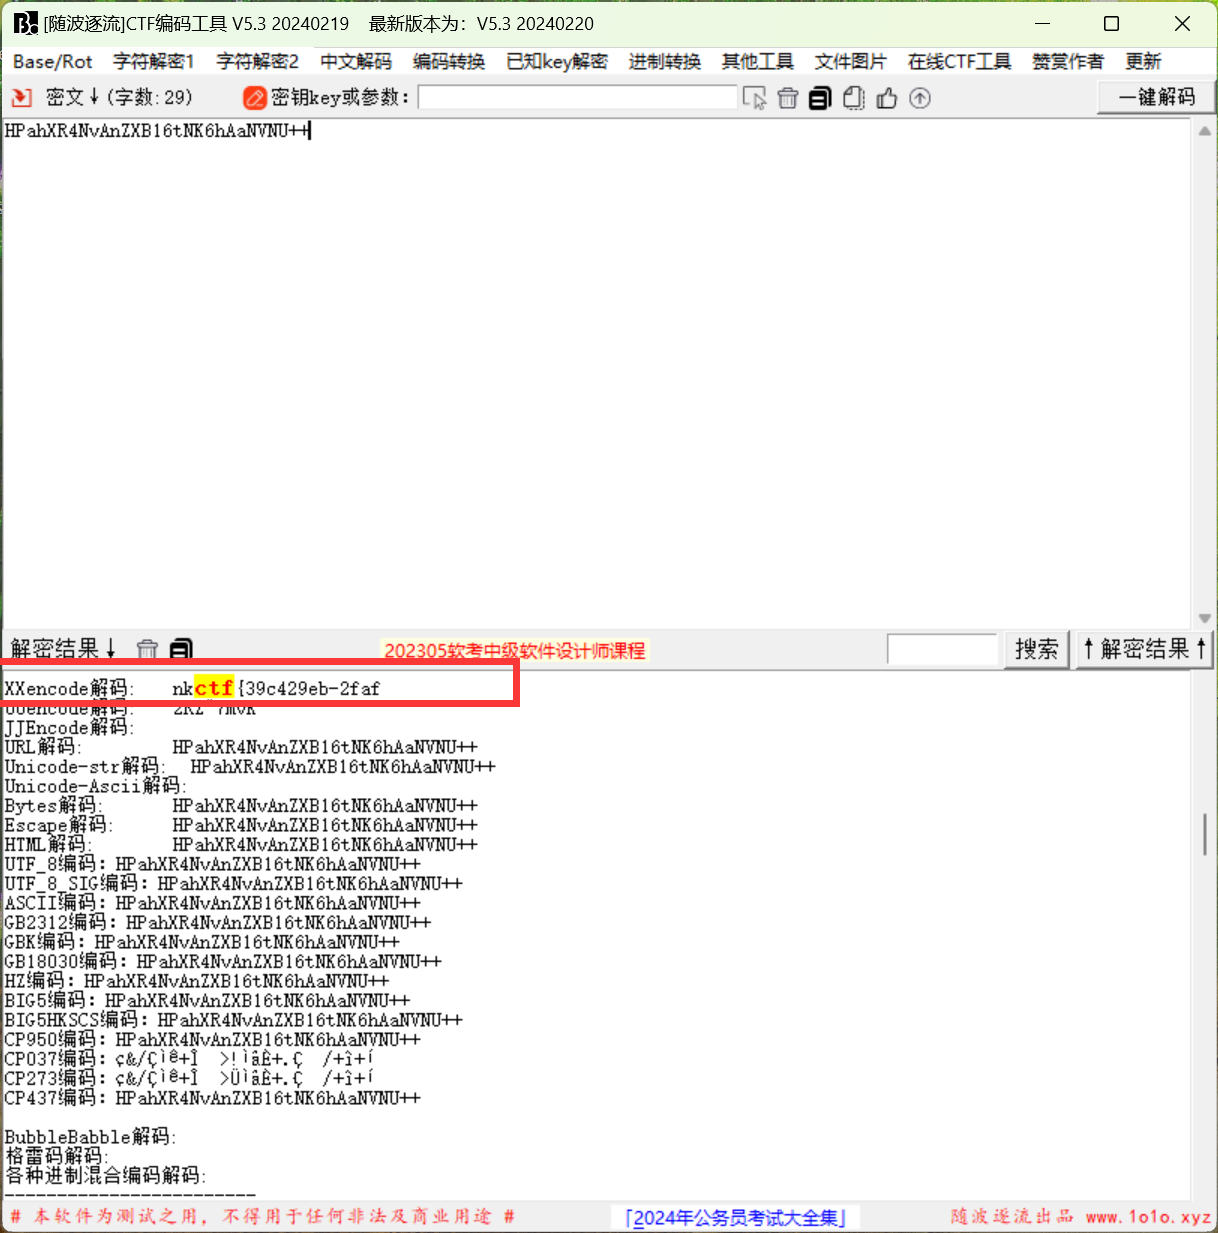 [随波逐流]CTF编码工具 V5.3 20240219    最新版本为：V5.3 20240220
Base/Rot 字符解密1 字符解密2 中文解码 编码转换 已知key解密 进制转换 其他工具 文件图片 在线CTF工具 赞赏作者 更新
密文↓(字数:29) 密钥key或参数: 一键解码
HPahXR4NvAnZXB16tNK6hAaNVNU++
解密结果↓ 202305软考中级软件设计师课程 搜索 ↑解密结果↑
XXencode解码: nkctf{39c429eb-2faf
JJEncode解码:
URL解码: HPahXR4NvAnZXB16tNK6hAaNVNU++
Unicode-str解码: HPahXR4NvAnZXB16tNK6hAaNVNU++
Unicode-Ascii解码:
Bytes解码: HPahXR4NvAnZXB16tNK6hAaNVNU++
Escape解码: HPahXR4NvAnZXB16tNK6hAaNVNU++
HTML解码: HPahXR4NvAnZXB16tNK6hAaNVNU++
UTF_8编码: HPahXR4NvAnZXB16tNK6hAaNVNU++
UTF_8_SIG编码: HPahXR4NvAnZXB16tNK6hAaNVNU++
ASCII编码: HPahXR4NvAnZXB16tNK6hAaNVNU++
GB2312编码: HPahXR4NvAnZXB16tNK6hAaNVNU++
GBK编码: HPahXR4NvAnZXB16tNK6hAaNVNU++
GB18030编码: HPahXR4NvAnZXB16tNK6hAaNVNU++
HZ编码: HPahXR4NvAnZXB16tNK6hAaNVNU++
BIG5编码: HPahXR4NvAnZXB16tNK6hAaNVNU++
BIG5HKSCS编码: HPahXR4NvAnZXB16tNK6hAaNVNU++
CP950编码: HPahXR4NvAnZXB16tNK6hAaNVNU++
CP037编码: ç&/Çìê+Î >!ìâÈ+.Ç /+î+í
CP273编码: ç&/Çìê+Î >ÜìâÈ+.Ç /+î+í
CP437编码: HPahXR4NvAnZXB16tNK6hAaNVNU++
BubbleBabble解码:
格雷码解码:
各种进制混合编码解码:
------------------------
# 本软件为测试之用，不得用于任何非法及商业用途 # 「2024年公务员考试大全集」 随波逐流出品 www.1o1o.xyz